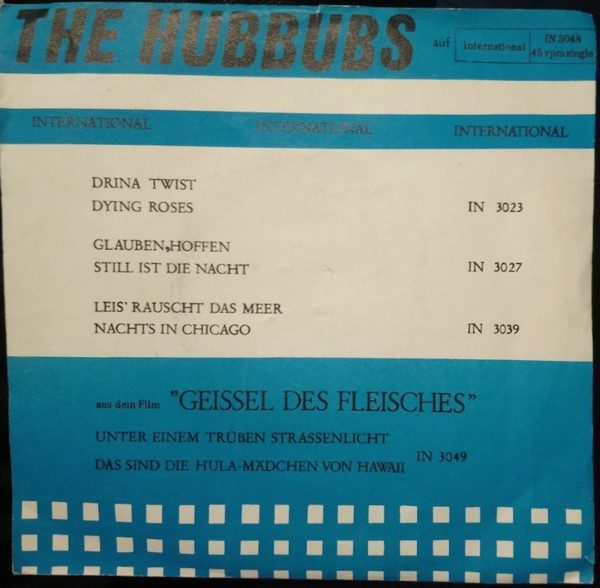 THE HUBBUBS
auf international IN 3048
45 rpm single
INTERNATIONAL INTERNATIONAL INTERNATIONAL
DRINA TWIST
DYING ROSES IN 3023
GLAUBEN,HOFFEN
STILL IST DIE NACHT IN 3027
LEIS' RAUSCHT DAS MEER
NACHTS IN CHICAGO IN 3039
aus dem Film "GEISSEL DES FLEISCHES"
UNTER EINEM TRÜBEN STRASSENLICHT
DAS SIND DIE HULA-MÄDCHEN VON HAWAII IN 3049